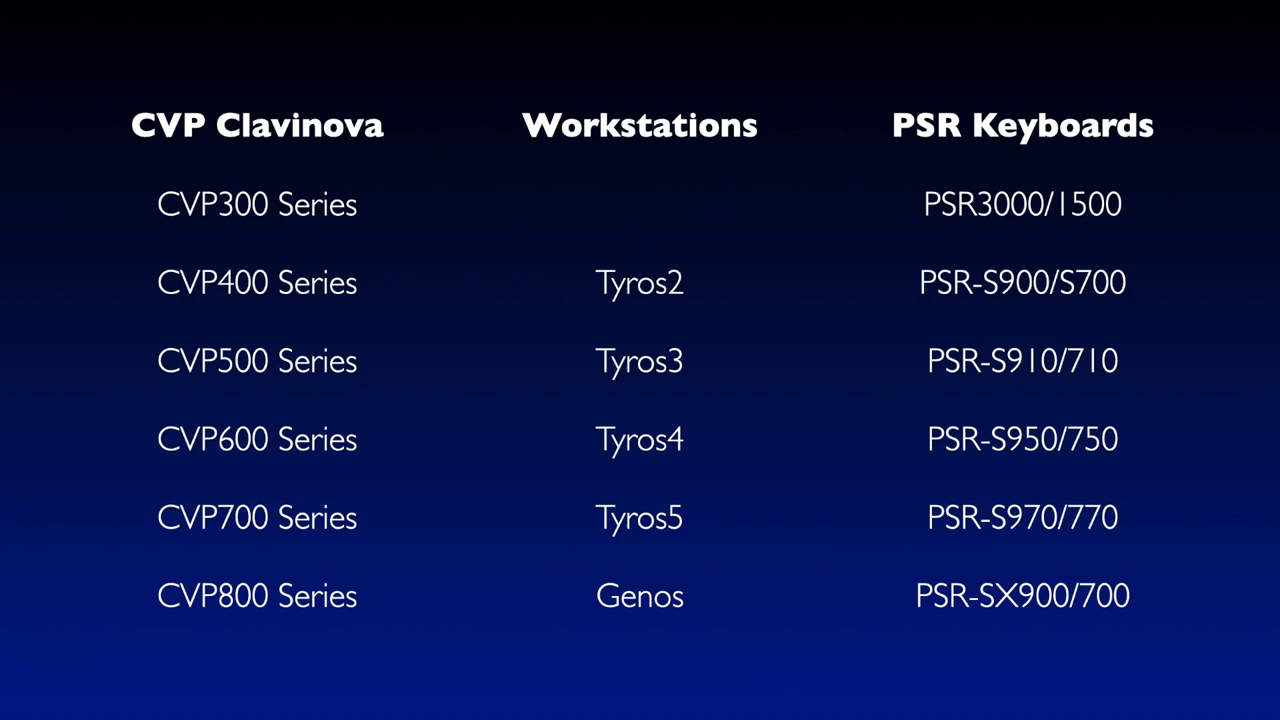 CVP Clavinova Workstations PSR Keyboards
CVP300 Series PSR3000/1500
CVP400 Series Tyros2 PSR-S900/S700
CVP500 Series Tyros3 PSR-S910/710
CVP600 Series Tyros4 PSR-S950/750
CVP700 Series Tyros5 PSR-S970/770
CVP800 Series Genos PSR-SX900/700